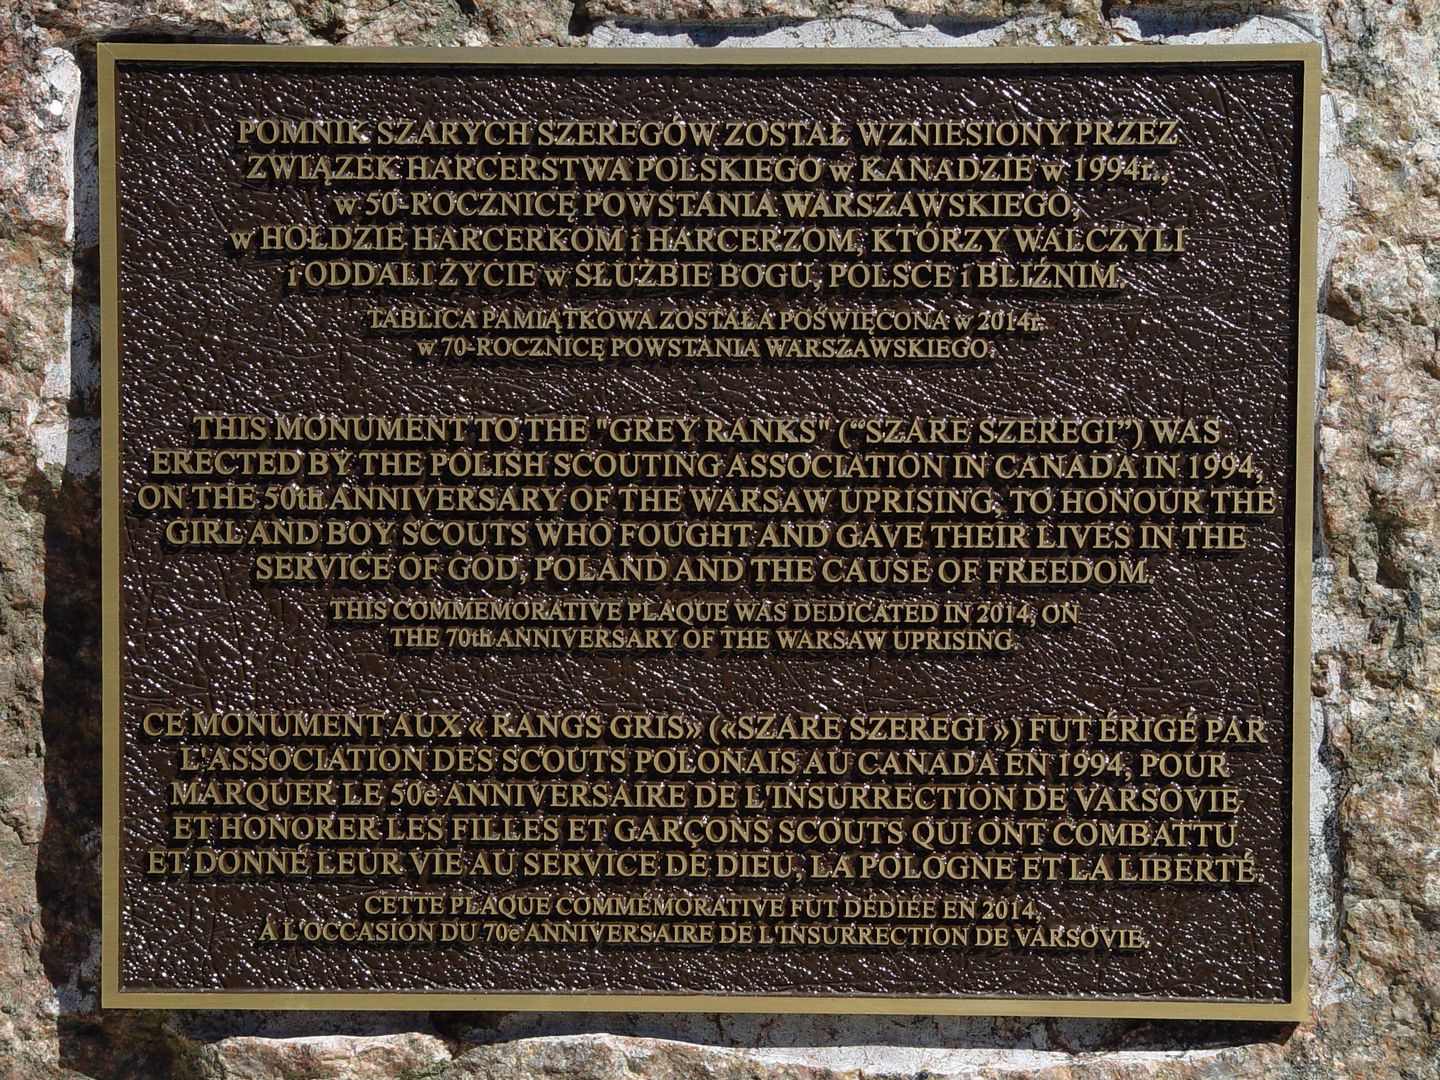 POMNIK SZARYCH SZEREGÓW ZOSTAŁ WZNIESIONY PRZEZ
ZWIĄZEK HARCERSTWA POLSKIEGO w KANADZIE w 1994r.,
w 50-ROCZNICĘ POWSTANIA WARSZAWSKIEGO,
w HOŁDZIE HARCERKOM i HARCERZOM, KTÓRZY WALCZYLI
i ODDALI ŻYCIE w SŁUŻBIE BOGU, POLSCE i BLIŹNIM.
TABLICA PAMIĄTKOWA ZOSTAŁA POŚWIĘCONA w 2014r.
w 70-ROCZNICĘ POWSTANIA WARSZAWSKIEGO.
THIS MONUMENT TO THE "GREY RANKS" (“SZARE SZEREGI”) WAS
ERECTED BY THE POLISH SCOUTING ASSOCIATION IN CANADA IN 1994,
ON THE 50th ANNIVERSARY OF THE WARSAW UPRISING, TO HONOUR THE
GIRL AND BOY SCOUTS WHO FOUGHT AND GAVE THEIR LIVES IN THE
SERVICE OF GOD, POLAND AND THE CAUSE OF FREEDOM.
THIS COMMEMORATIVE PLAQUE WAS DEDICATED IN 2014, ON
THE 70th ANNIVERSARY OF THE WARSAW UPRISING.
CE MONUMENT AUX « RANGS GRIS» («SZARE SZEREGI ») FUT ÉRIGÉ PAR
L'ASSOCIATION DES SCOUTS POLONAIS AU CANADA EN 1994, POUR
MARQUER LE 50e ANNIVERSAIRE DE L'INSURRECTION DE VARSOVIE
ET HONORER LES FILLES ET GARÇONS SCOUTS QUI ONT COMBATTU
ET DONNÉ LEUR VIE AU SERVICE DE DIEU, LA POLOGNE ET LA LIBERTÉ.
CETTE PLAQUE COMMÉMORATIVE FUT DÉDIÉE EN 2014,
À L'OCCASION DU 70e ANNIVERSAIRE DE L'INSURRECTION DE VARSOVIE.